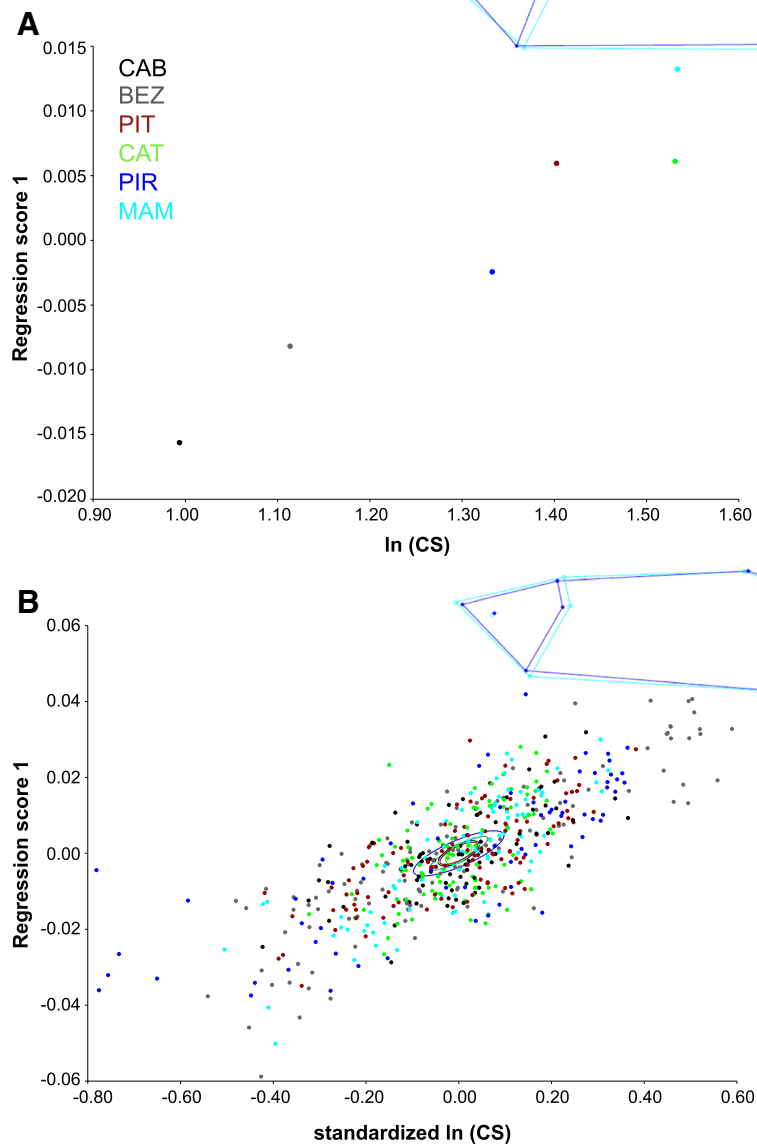 A
0.015
0.010
0.005
0.000
-0.005
-0.010
-0.015
-0.020
Regression score 1
CAB
BEZ
PIT
CAT
PIR
MAM
0.90 1.00 1.10 1.20 1.30 1.40 1.50 1.60
ln (CS)
B
0.06
0.04
0.02
0.00
-0.02
-0.04
-0.06
Regression score 1
-0.80 -0.60 -0.40 -0.20 0.00 0.20 0.40 0.60
standardized ln (CS)